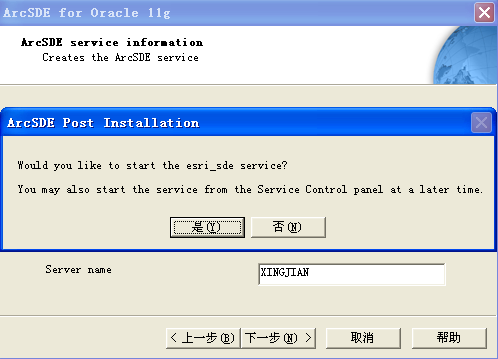 ArcSDE for Oracle 11g
ArcSDE service information
Creates the ArcSDE service
ArcSDE Post Installation
Would you like to start the esri_sde service?
You may also start the service from the Service Control panel at a later time.
是(Y) 否(N)
Server name XINGJIAN
< 上一步(B) 下一步(N) > 取消 帮助